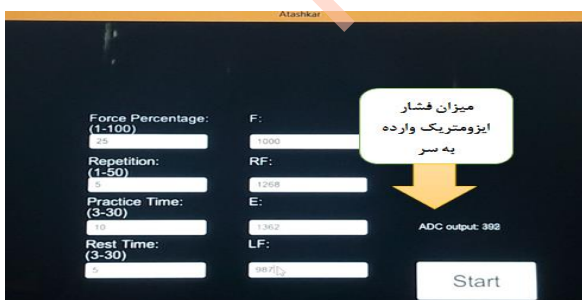 Atashkar
Force Percentage:
(1-100)
25
Repetition:
(1-50)
5
Practice Time:
(3-30)
10
Rest Time:
(3-30)
5
F:
1000
RF:
1268
E:
1362
LF:
987
میزان فشار
ایزومتریک وارده
به سر
ADC output: 392
Start